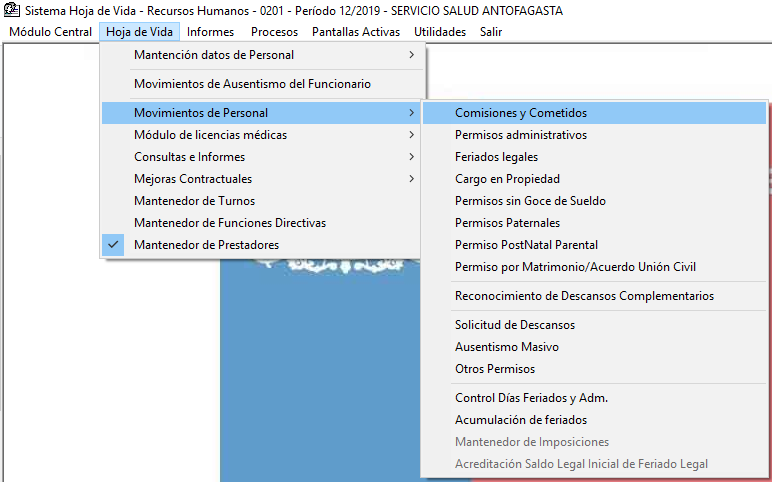 Sistema Hoja de Vida - Recursos Humanos - 0201 - Período 12/2019 - SERVICIO SALUD ANTOFAGASTA
Módulo Central Hoja de Vida Informes Procesos Pantallas Activas Utilidades Salir
Mantención datos de Personal
Movimientos de Ausentismo del Funcionario
Movimientos de Personal
Módulo de licencias médicas
Consultas e Informes
Mejoras Contractuales
Mantenedor de Turnos
Mantenedor de Funciones Directivas
Mantenedor de Prestadores
Comisiones y Cometidos
Permisos administrativos
Feriados legales
Cargo en Propiedad
Permisos sin Goce de Sueldo
Permisos Paternales
Permiso PostNatal Parental
Permiso por Matrimonio/Acuerdo Unión Civil
Reconocimiento de Descansos Complementarios
Solicitud de Descansos
Ausentismo Masivo
Otros Permisos
Control Días Feriados y Adm.
Acumulación de feriados
Mantenedor de Imposiciones
Acreditación Saldo Legal Inicial de Feriado Legal